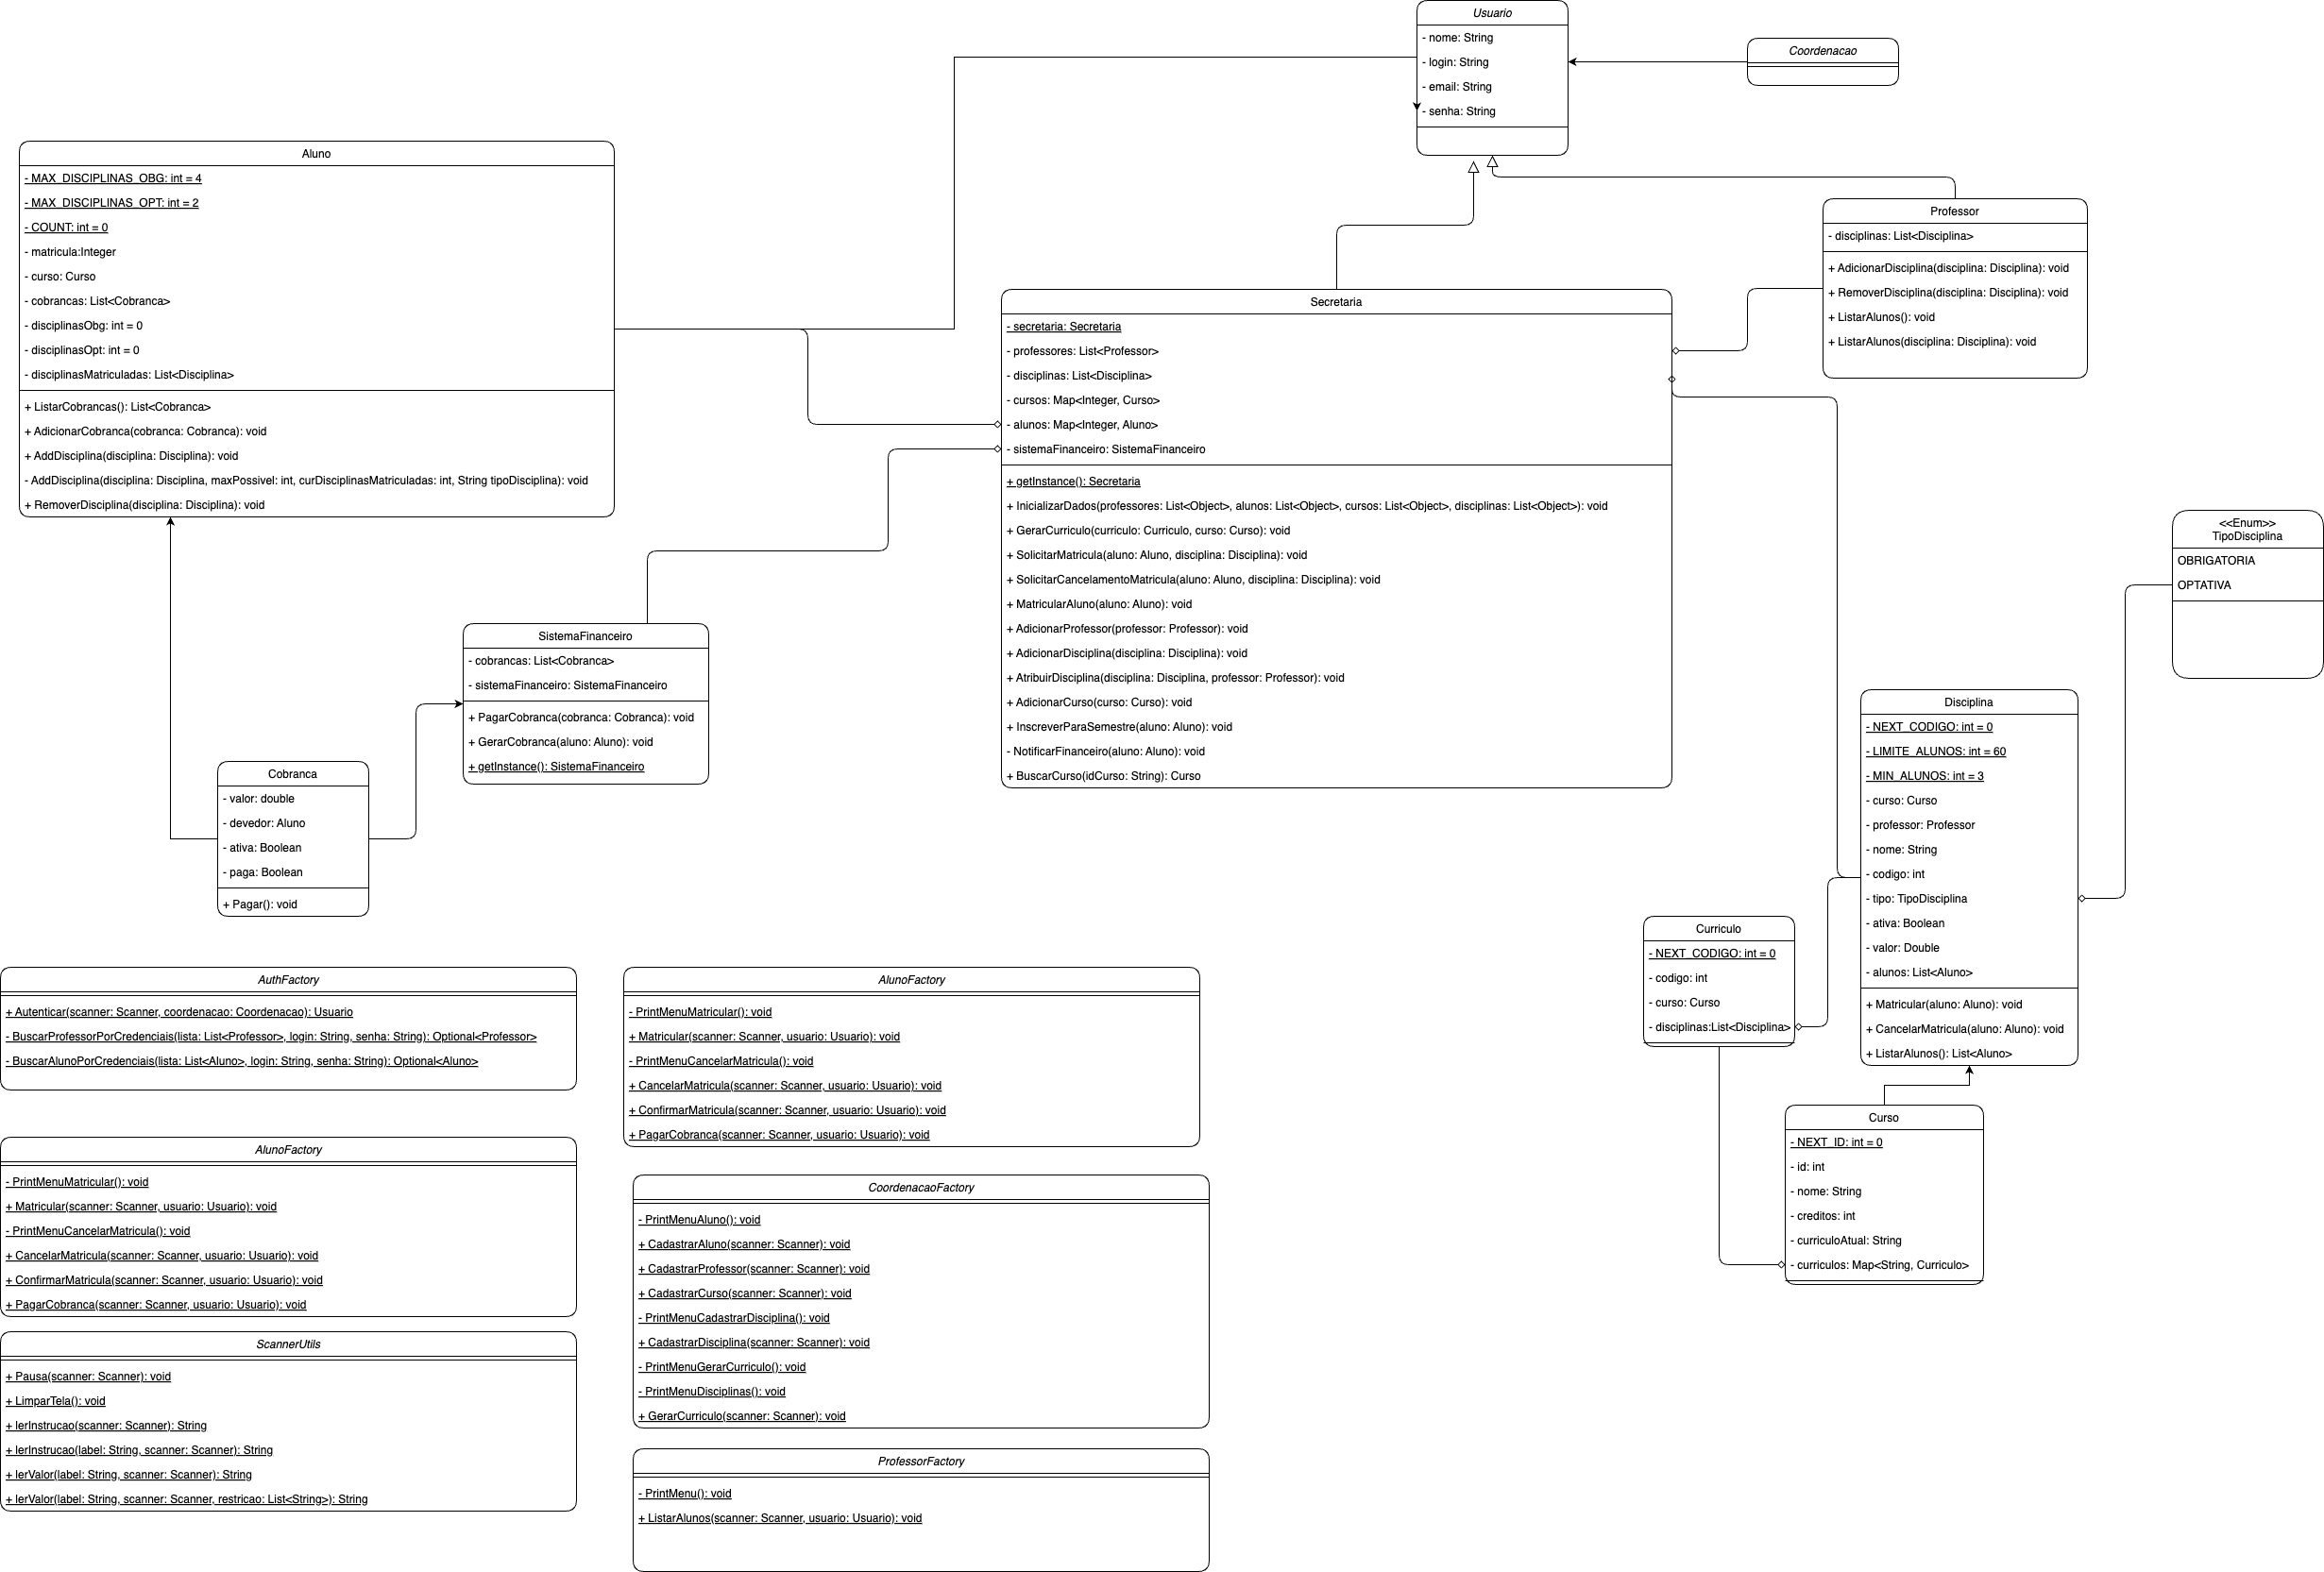 Usuario
- nome: String
- login: String
- email: String
- senha: String
Coordenacao
Aluno
- MAX_DISCIPLINAS_OBG: int = 4
- MAX_DISCIPLINAS_OPT: int = 2
- COUNT: int = 0
- matricula:Integer
- curso: Curso
- cobrancas: List<Cobranca>
- disciplinasObg: int = 0
- disciplinasOpt: int = 0
- disciplinasMatriculadas: List<Disciplina>
+ ListarCobrancas(): List<Cobranca>
+ AdicionarCobranca(cobranca: Cobranca): void
+ AddDisciplina(disciplina: Disciplina): void
- AddDisciplina(disciplina: Disciplina, maxPossivel: int, curDisciplinasMatriculadas: int, String tipoDisciplina): void
+ RemoverDisciplina(disciplina: Disciplina): void
Professor
- disciplinas: List<Disciplina>
+ AdicionarDisciplina(disciplina: Disciplina): void
+ RemoverDisciplina(disciplina: Disciplina): void
+ ListarAlunos(): void
+ ListarAlunos(disciplina: Disciplina): void
Secretaria
- secretaria: Secretaria
- professores: List<Professor>
- disciplinas: List<Disciplina>
- cursos: Map<Integer, Curso>
- alunos: Map<Integer, Aluno>
- sistemaFinanceiro: SistemaFinanceiro
+ getInstance(): Secretaria
+ InicializarDados(professores: List<Object>, alunos: List<Object>, cursos: List<Object>, disciplinas: List<Object>): void
+ GerarCurriculo(curriculo: Curriculo, curso: Curso): void
+ SolicitarMatricula(aluno: Aluno, disciplina: Disciplina): void
+ SolicitarCancelamentoMatricula(aluno: Aluno, disciplina: Disciplina): void
+ MatricularAluno(aluno: Aluno): void
+ AdicionarProfessor(professor: Professor): void
+ AdicionarDisciplina(disciplina: Disciplina): void
+ AtribuirDisciplina(disciplina: Disciplina, professor: Professor): void
+ AdicionarCurso(curso: Curso): void
+ InscreverParaSemestre(aluno: Aluno): void
- NotificarFinanceiro(aluno: Aluno): void
+ BuscarCurso(idCurso: String): Curso
<<Enum>>
TipoDisciplina
OBRIGATORIA
OPTATIVA
SistemaFinanceiro
- cobrancas: List<Cobranca>
- sistemaFinanceiro: SistemaFinanceiro
+ PagarCobranca(cobranca: Cobranca): void
+ GerarCobranca(aluno: Aluno): void
+ getInstance(): SistemaFinanceiro
Cobranca
- valor: double
- devedor: Aluno
- ativa: Boolean
- paga: Boolean
+ Pagar(): void
Disciplina
- NEXT_CODIGO: int = 0
- LIMITE_ALUNOS: int = 60
- MIN_ALUNOS: int = 3
- curso: Curso
- professor: Professor
- nome: String
- codigo: int
- tipo: TipoDisciplina
- ativa: Boolean
- valor: Double
- alunos: List<Aluno>
+ Matricular(aluno: Aluno): void
+ CancelarMatricula(aluno: Aluno): void
+ ListarAlunos(): List<Aluno>
Curriculo
- NEXT_CODIGO: int = 0
- codigo: int
- curso: Curso
- disciplinas:List<Disciplina>
Curso
- NEXT_ID: int = 0
- id: int
- nome: String
- creditos: int
- curriculoAtual: String
- curriculos: Map<String, Curriculo>
AuthFactory
+ Autenticar(scanner: Scanner, coordenacao: Coordenacao): Usuario
- BuscarProfessorPorCredenciais(lista: List<Professor>, login: String, senha: String): Optional<Professor>
- BuscarAlunoPorCredenciais(lista: List<Aluno>, login: String, senha: String): Optional<Aluno>
AlunoFactory
- PrintMenuMatricular(): void
+ Matricular(scanner: Scanner, usuario: Usuario): void
- PrintMenuCancelarMatricula(): void
+ CancelarMatricula(scanner: Scanner, usuario: Usuario): void
+ ConfirmarMatricula(scanner: Scanner, usuario: Usuario): void
+ PagarCobranca(scanner: Scanner, usuario: Usuario): void
AlunoFactory
- PrintMenuMatricular(): void
+ Matricular(scanner: Scanner, usuario: Usuario): void
- PrintMenuCancelarMatricula(): void
+ CancelarMatricula(scanner: Scanner, usuario: Usuario): void
+ ConfirmarMatricula(scanner: Scanner, usuario: Usuario): void
+ PagarCobranca(scanner: Scanner, usuario: Usuario): void
CoordenacaoFactory
- PrintMenuAluno(): void
+ CadastrarAluno(scanner: Scanner): void
+ CadastrarProfessor(scanner: Scanner): void
+ CadastrarCurso(scanner: Scanner): void
- PrintMenuCadastrarDisciplina(): void
+ CadastrarDisciplina(scanner: Scanner): void
- PrintMenuGerarCurriculo(): void
- PrintMenuDisciplinas(): void
+ GerarCurriculo(scanner: Scanner): void
ScannerUtils
+ Pausa(scanner: Scanner): void
+ LimparTela(): void
+ lerInstrucao(scanner: Scanner): String
+ lerInstrucao(label: String, scanner: Scanner): String
+ lerValor(label: String, scanner: Scanner): String
+ lerValor(label: String, scanner: Scanner, restricao: List<String>): String
ProfessorFactory
- PrintMenu(): void
+ ListarAlunos(scanner: Scanner, usuario: Usuario): void